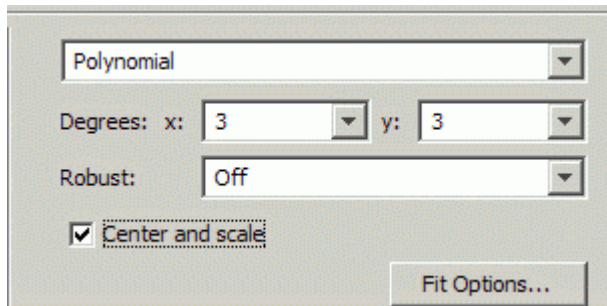 Polynomial
Degrees: x: 3 y: 3
Robust: Off
Center and scale
Fit Options...